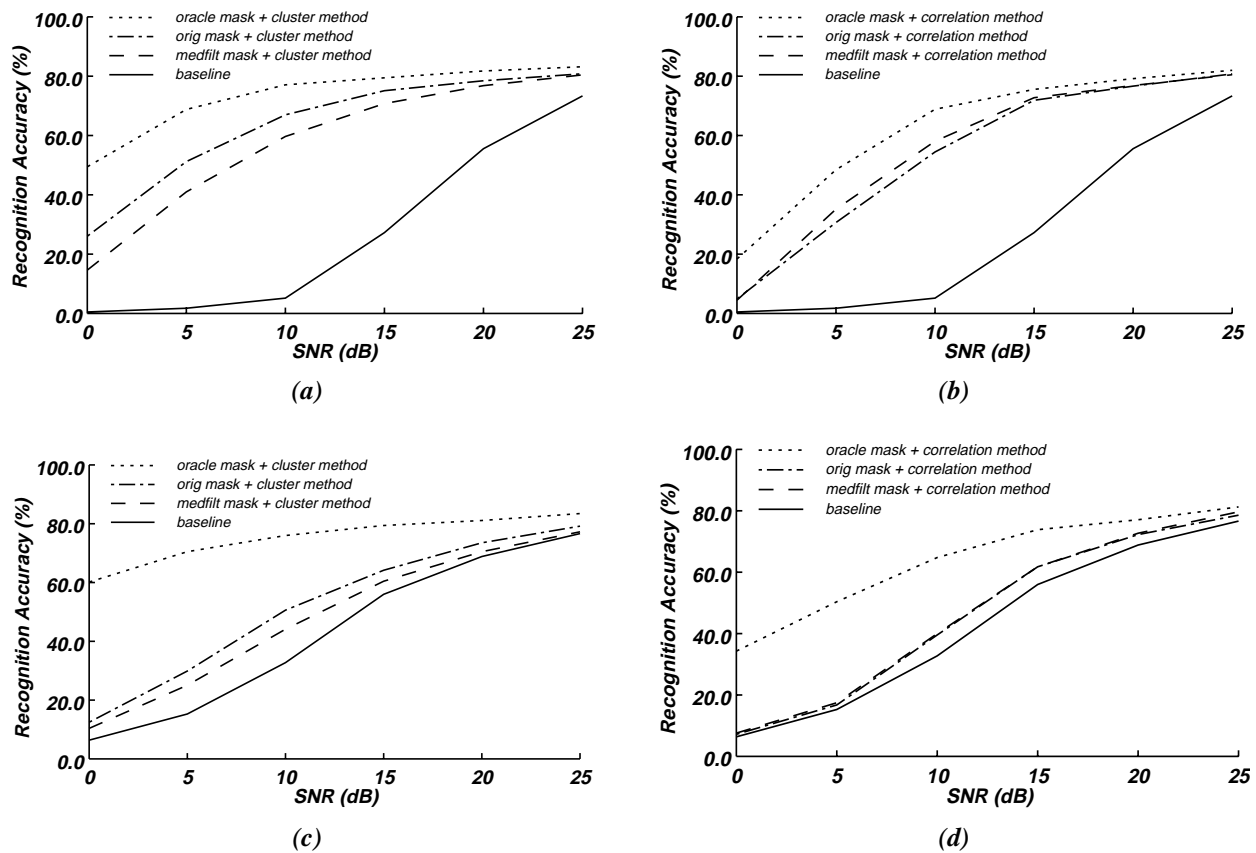 100.0
80.0
60.0
40.0
20.0
0.0
Recognition Accuracy (%)
oracle mask + cluster method
orig mask + cluster method
medfilt mask + cluster method
baseline
0 5 10 15 20 25
SNR (dB)
(a)
100.0
80.0
60.0
40.0
20.0
0.0
Recognition Accuracy (%)
oracle mask + correlation method
orig mask + correlation method
medfilt mask + correlation method
baseline
0 5 10 15 20 25
SNR (dB)
(b)
100.0
80.0
60.0
40.0
20.0
0.0
Recognition Accuracy (%)
oracle mask + cluster method
orig mask + cluster method
medfilt mask + cluster method
baseline
0 5 10 15 20 25
SNR (dB)
(c)
100.0
80.0
60.0
40.0
20.0
0.0
Recognition Accuracy (%)
oracle mask + correlation method
orig mask + correlation method
medfilt mask + correlation method
baseline
0 5 10 15 20 25
SNR (dB)
(d)